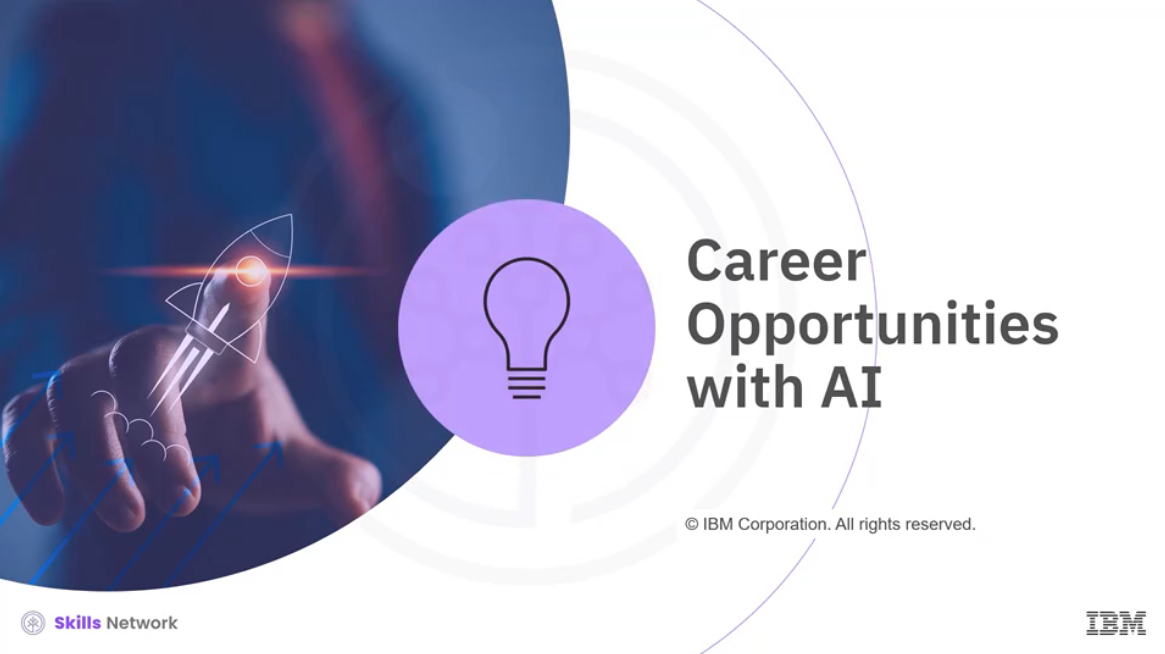 Career
Opportunities
with AI
© IBM Corporation. All rights reserved.
Skills Network
IBM